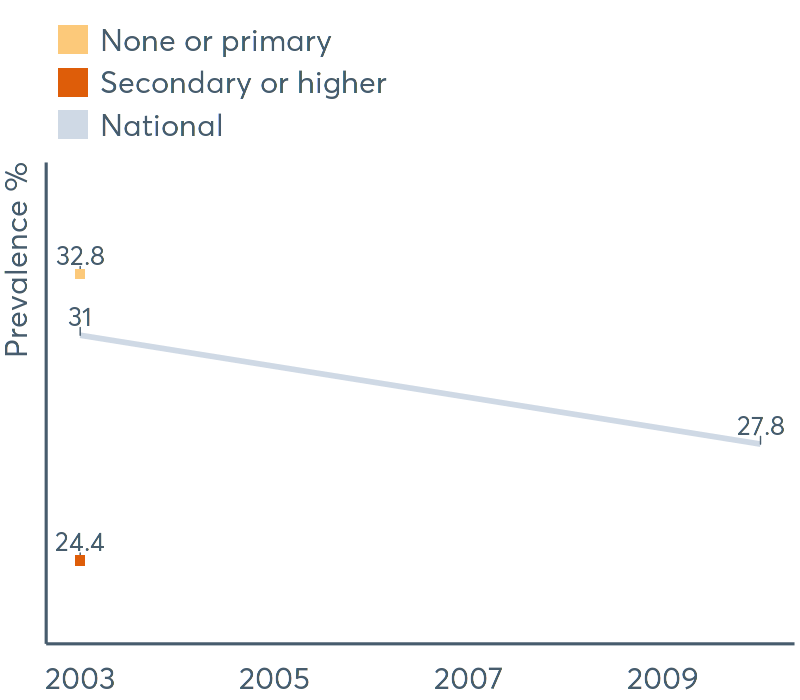 None or primary
Secondary or higher
National
Prevalence %
32.8
31
27.8
24.4
2003
2005
2007
2009